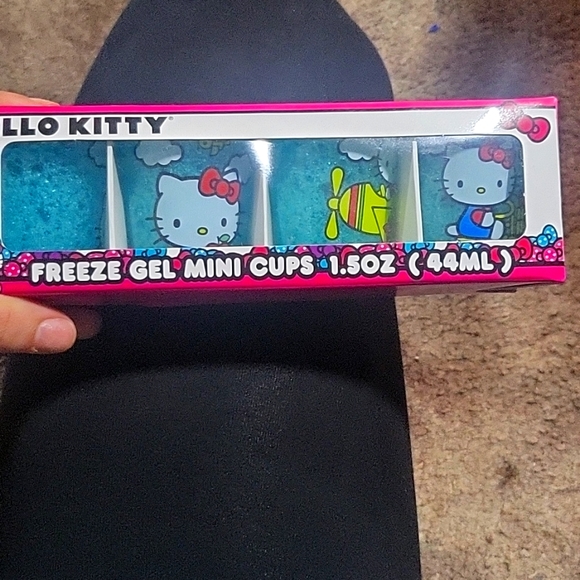 LLO KITTY
FREEZE GEL MINI CUPS 1.5OZ (44ML)